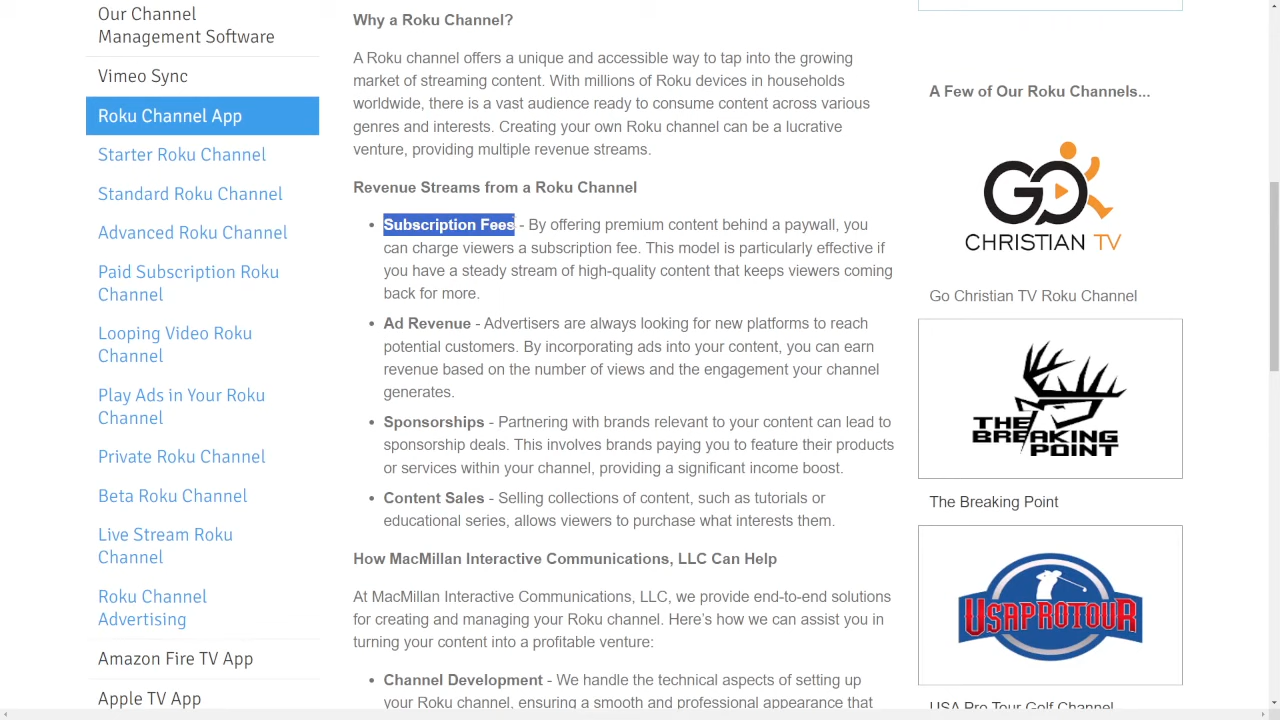 Our Channel
Management Software
Vimeo Sync
Roku Channel App
Starter Roku Channel
Standard Roku Channel
Advanced Roku Channel
Paid Subscription Roku
Channel
Looping Video Roku
Channel
Play Ads in Your Roku
Channel
Private Roku Channel
Beta Roku Channel
Live Stream Roku
Channel
Roku Channel
Advertising
Amazon Fire TV App
Apple TV App
Why a Roku Channel?
A Roku channel offers a unique and accessible way to tap into the growing
market of streaming content. With millions of Roku devices in households
worldwide, there is a vast audience ready to consume content across various
genres and interests. Creating your own Roku channel can be a lucrative
venture, providing multiple revenue streams.
Revenue Streams from a Roku Channel
• Subscription Fees - By offering premium content behind a paywall, you
can charge viewers a subscription fee. This model is particularly effective if
you have a steady stream of high-quality content that keeps viewers coming
back for more.
• Ad Revenue - Advertisers are always looking for new platforms to reach
potential customers. By incorporating ads into your content, you can earn
revenue based on the number of views and the engagement your channel
generates.
• Sponsorships - Partnering with brands relevant to your content can lead to
sponsorship deals. This involves brands paying you to feature their products
or services within your channel, providing a significant income boost.
• Content Sales - Selling collections of content, such as tutorials or
educational series, allows viewers to purchase what interests them.
How MacMillan Interactive Communications, LLC Can Help
At MacMillan Interactive Communications, LLC, we provide end-to-end solutions
for creating and managing your Roku channel. Here's how we can assist you in
turning your content into a profitable venture:
• Channel Development - We handle the technical aspects of setting up
your Roku channel, ensuring a smooth and professional appearance that
A Few of Our Roku Channels...
GO
CHRISTIAN TV
Go Christian TV Roku Channel
THE
BREAKING
POINT
The Breaking Point
USAPROTOUR
USA Pro Tour Golf Channel